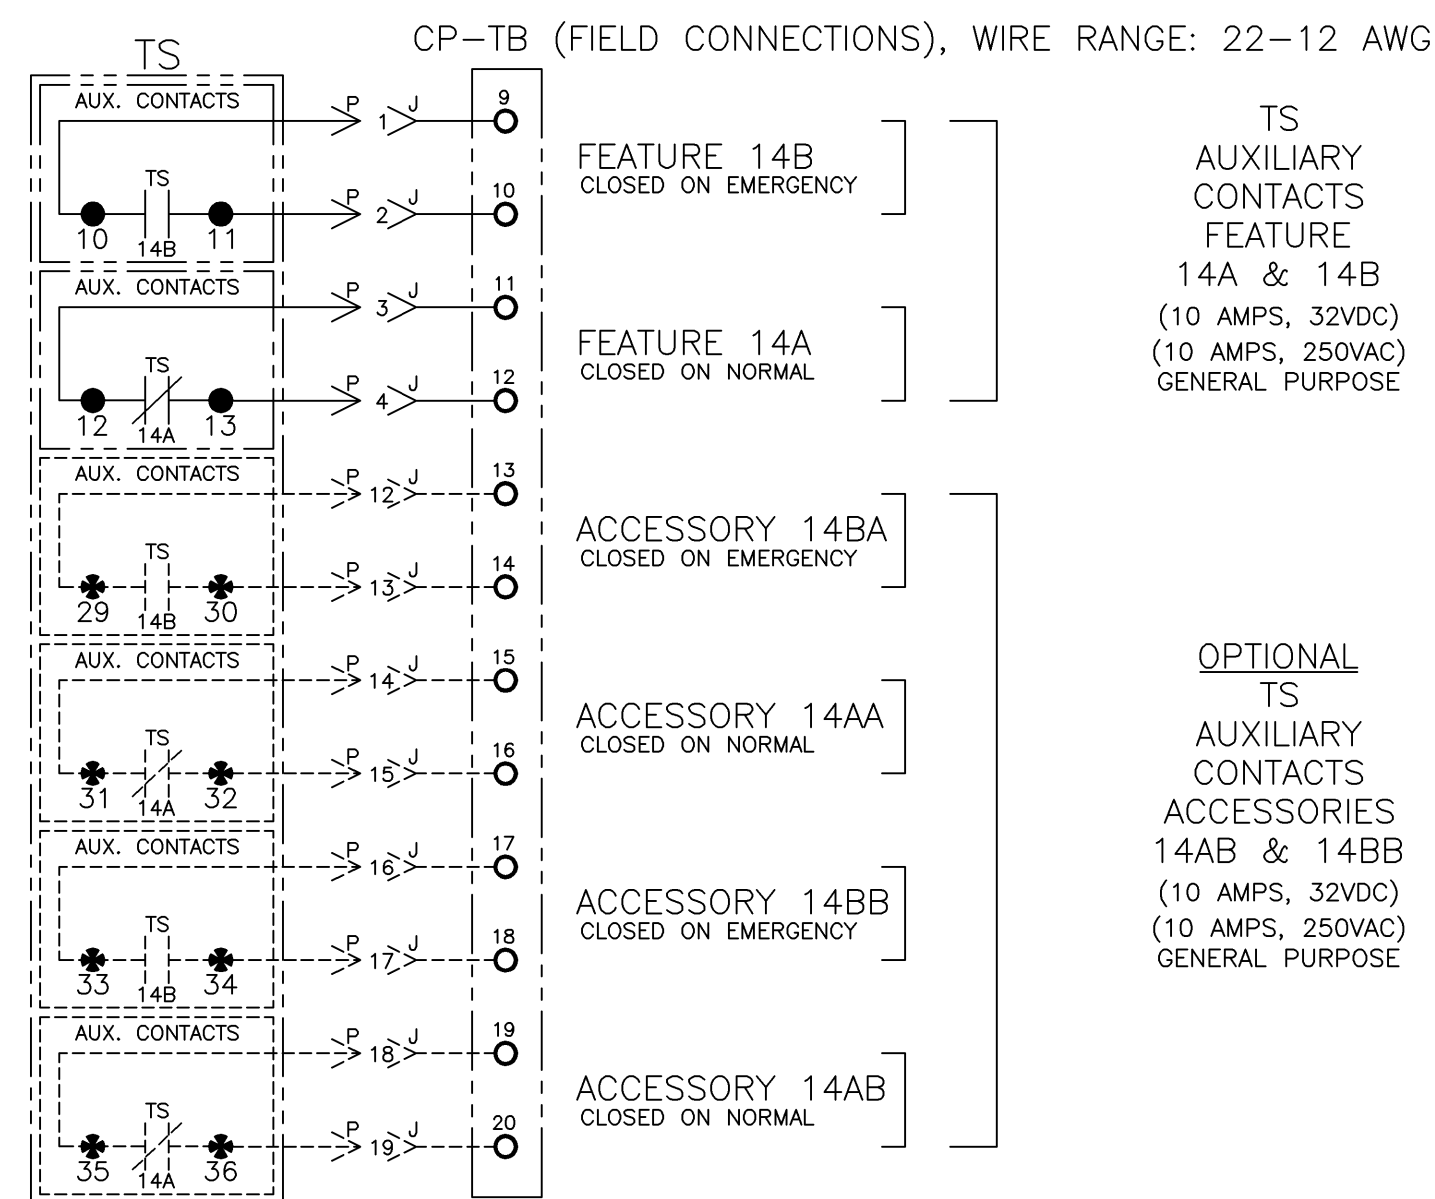 TS
CP-TB (FIELD CONNECTIONS), WIRE RANGE: 22-12 AWG
AUX. CONTACTS
P 1 J 9
TS
10 14B 11
P 2 J 10
FEATURE 14B
CLOSED ON EMERGENCY
AUX. CONTACTS
P 3 J 11
TS
12 14A 13
P 4 J 12
FEATURE 14A
CLOSED ON NORMAL
TS
AUXILIARY
CONTACTS
FEATURE
14A & 14B
(10 AMPS, 32VDC)
(10 AMPS, 250VAC)
GENERAL PURPOSE
AUX. CONTACTS
P 12 J 13
TS
29 14B 30
P 13 J 14
ACCESSORY 14BA
CLOSED ON EMERGENCY
AUX. CONTACTS
P 14 J 15
TS
31 14A 32
P 15 J 16
ACCESSORY 14AA
CLOSED ON NORMAL
AUX. CONTACTS
P 16 J 17
TS
33 14B 34
P 17 J 18
ACCESSORY 14BB
CLOSED ON EMERGENCY
AUX. CONTACTS
P 18 J 19
TS
35 14A 36
P 19 J 20
ACCESSORY 14AB
CLOSED ON NORMAL
OPTIONAL
TS
AUXILIARY
CONTACTS
ACCESSORIES
14AB & 14BB
(10 AMPS, 32VDC)
(10 AMPS, 250VAC)
GENERAL PURPOSE